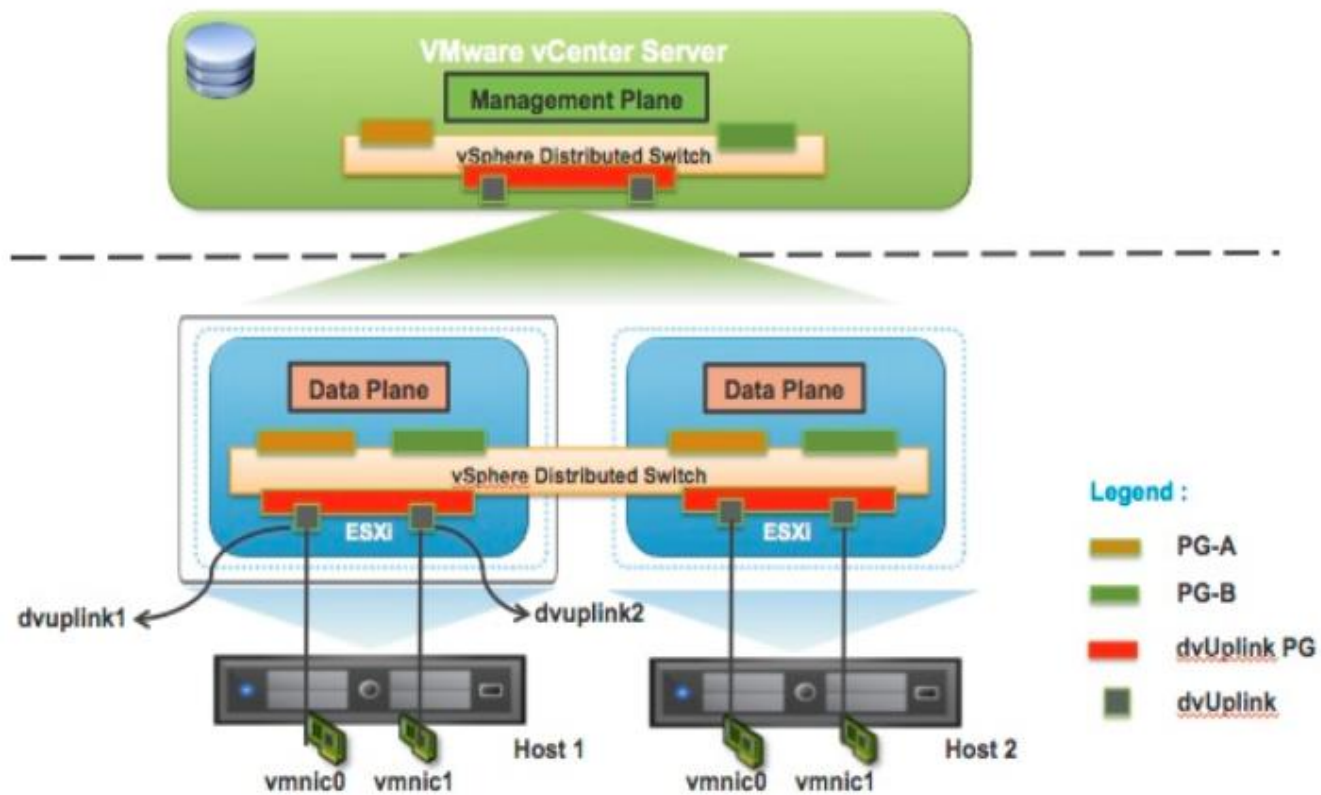 VMware vCenter Server
Management Plane
vSphere Distributed Switch
Data Plane
Data Plane
vSphere Distributed Switch
ESXi
ESXi
dvuplink1
dvuplink2
Host 1
Host 2
vmnic0
vmnic1
vmnic0
vmnic1
Legend :
PG-A
PG-B
dvUplink PG
dvUplink